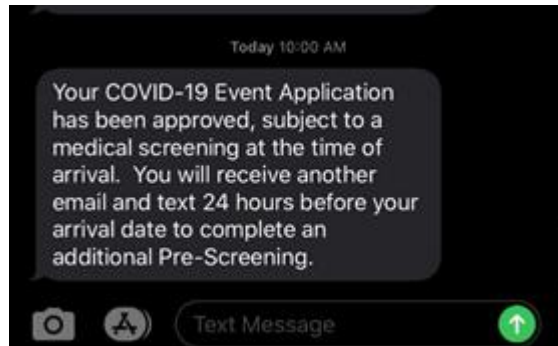 Today 10:00 AM
Your COVID-19 Event Application
has been approved, subject to a
medical screening at the time of
arrival.  You will receive another
email and text 24 hours before your
arrival date to complete an
additional Pre-Screening.
Text Message